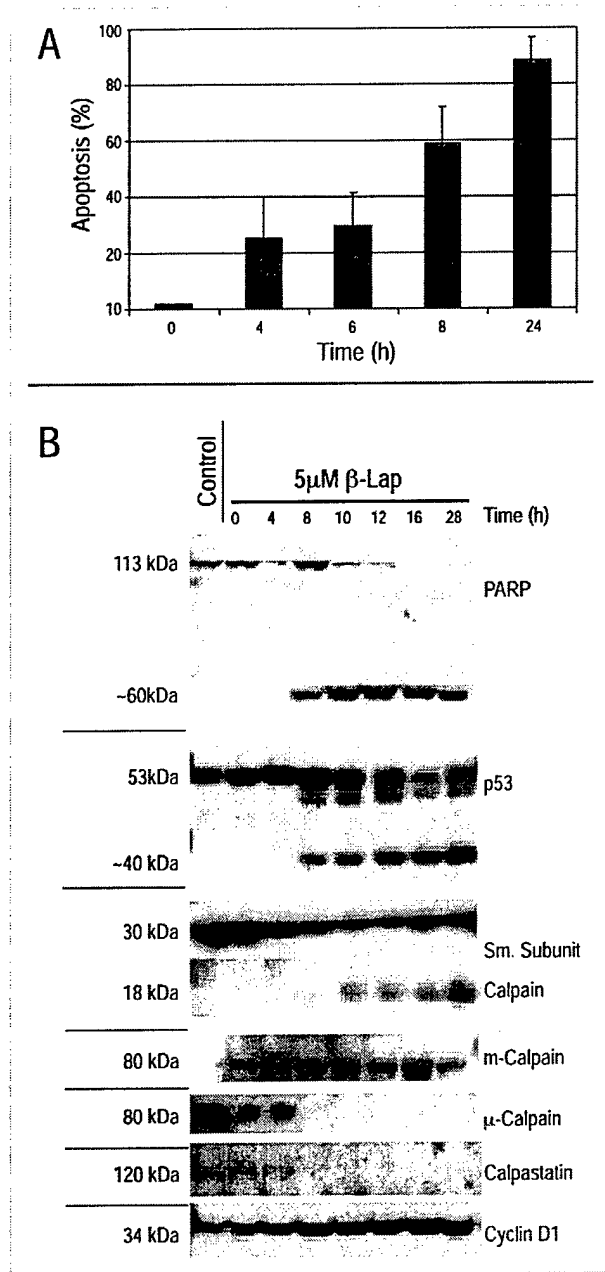 A
100
80
60
40
20
10
Apoptosis (%)
0 4 6 8 24
Time (h)
B
Control
5µM β-Lap
0 4 8 10 12 16 28 Time (h)
113 kDa
PARP
~60kDa
53kDa
p53
~40 kDa
30 kDa
Sm. Subunit
18 kDa
Calpain
80 kDa
m-Calpain
80 kDa
µ-Calpain
120 kDa
Calpastatin
34 kDa
Cyclin D1